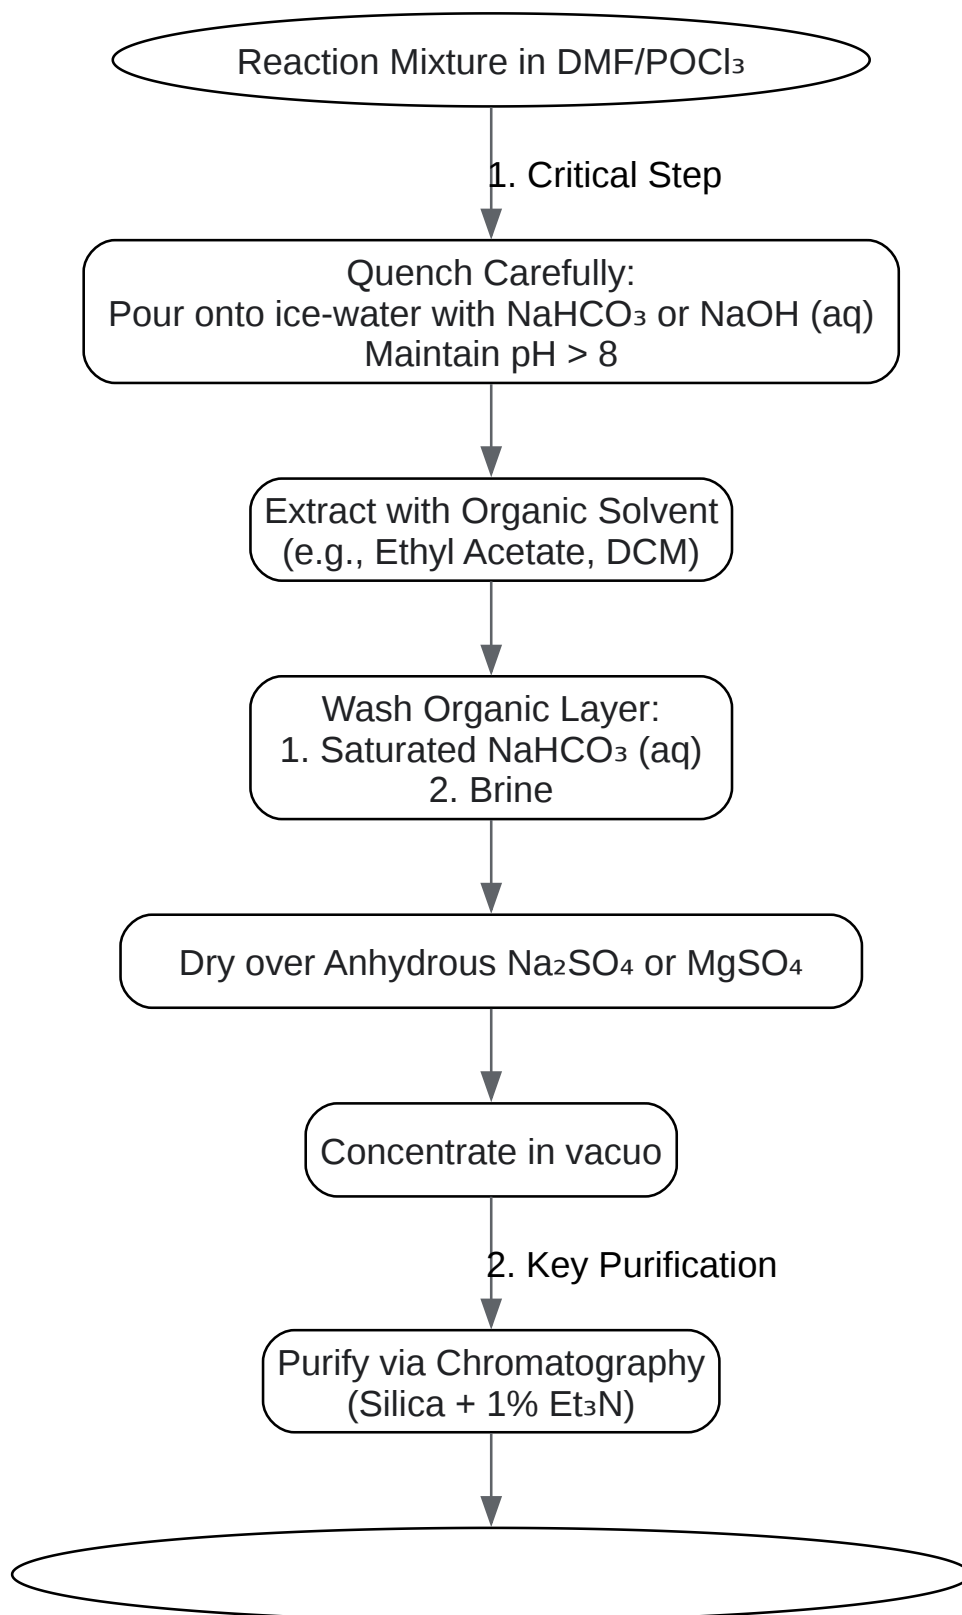 Reaction Mixture in DMF/POCl₃
1. Critical Step
Quench Carefully:
Pour onto ice-water with NaHCO₃ or NaOH (aq)
Maintain pH > 8
Extract with Organic Solvent
(e.g., Ethyl Acetate, DCM)
Wash Organic Layer:
1. Saturated NaHCO₃ (aq)
2. Brine
Dry over Anhydrous Na₂SO₄ or MgSO₄
Concentrate in vacuo
2. Key Purification
Purify via Chromatography
(Silica + 1% Et₃N)